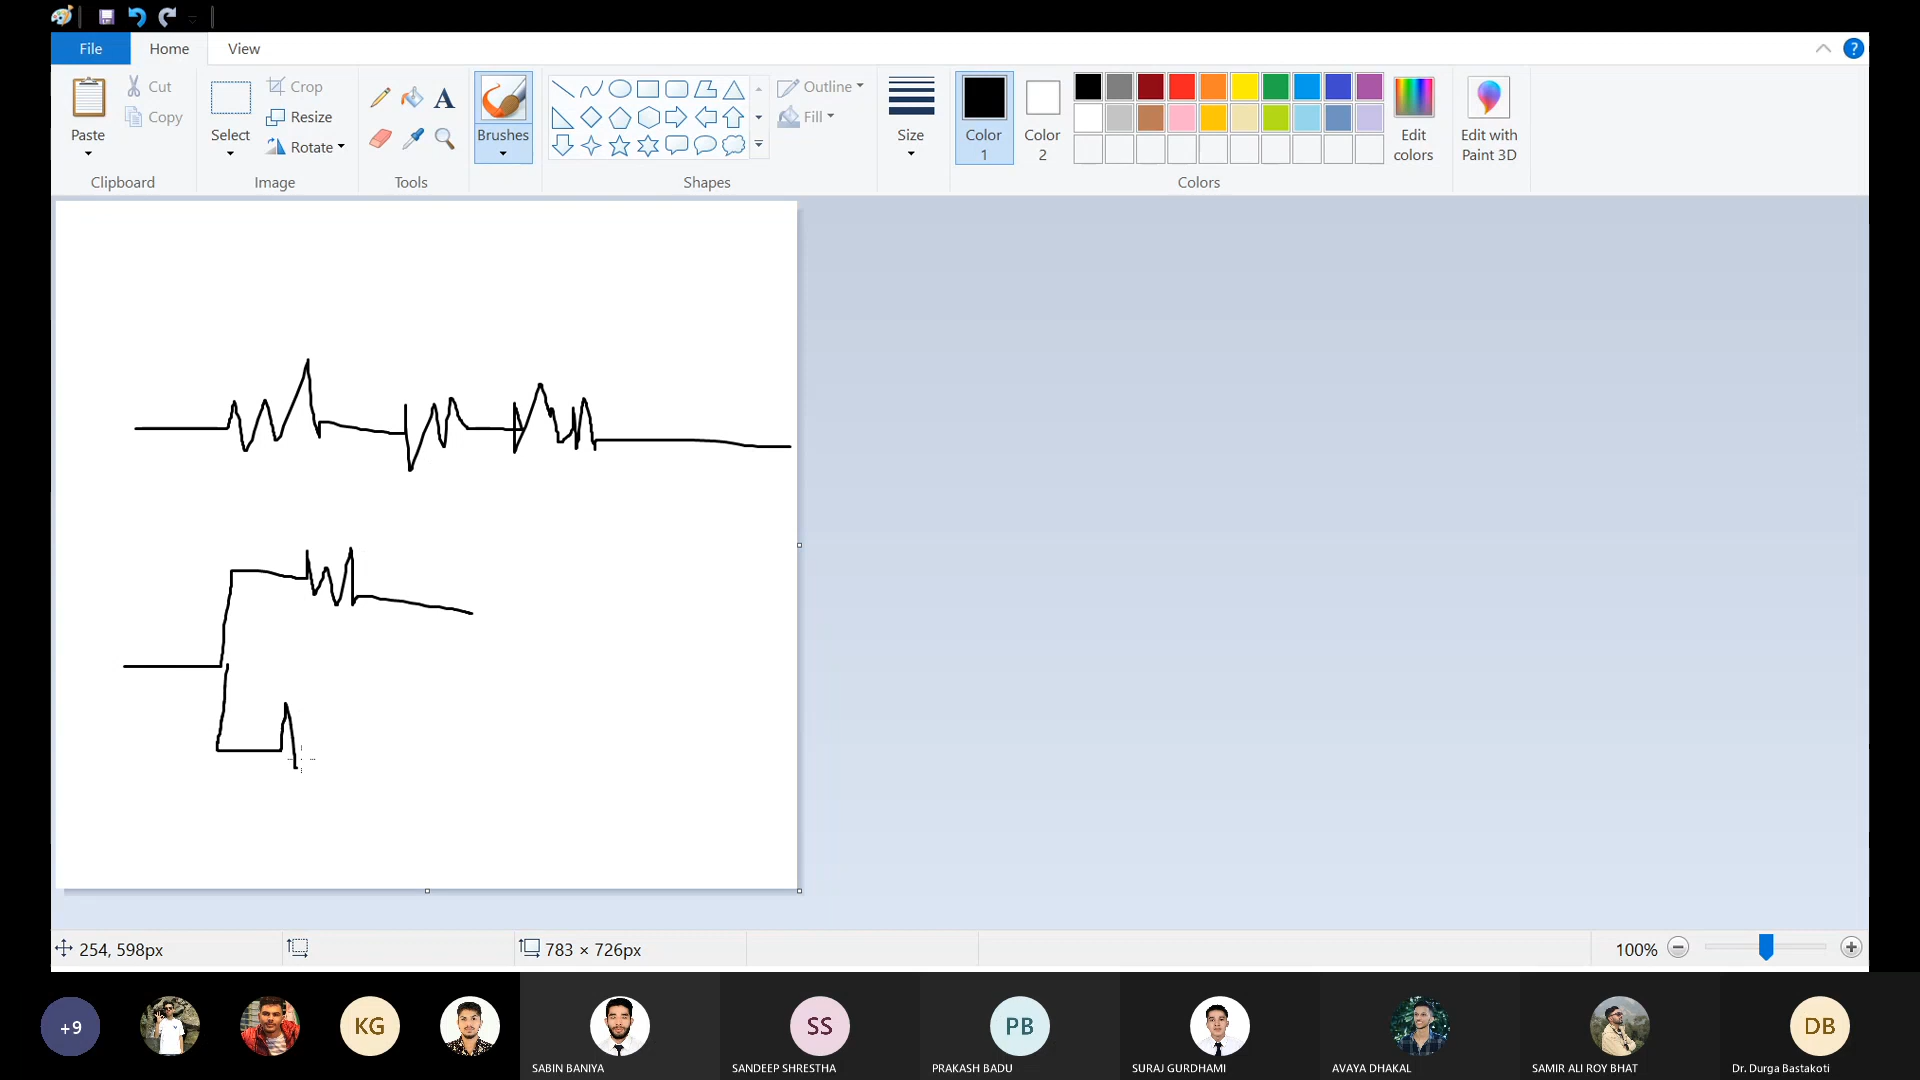 File Home View
Cut
Copy
Paste
Clipboard
Select
Crop
Resize
Rotate
Image
A
Tools
Brushes
Outline
Fill
Shapes
Size
Color
1
Color
2
Edit
colors
Colors
Edit with
Paint 3D
?
254, 598px
783 × 726px
100%
+9
KG
SABIN BANIYA
SS
SANDEEP SHRESTHA
PB
PRAKASH BADU
SURAJ GURDHAMI
AVAYA DHAKAL
SAMIR ALI ROY BHAT
DB
Dr. Durga Bastakoti